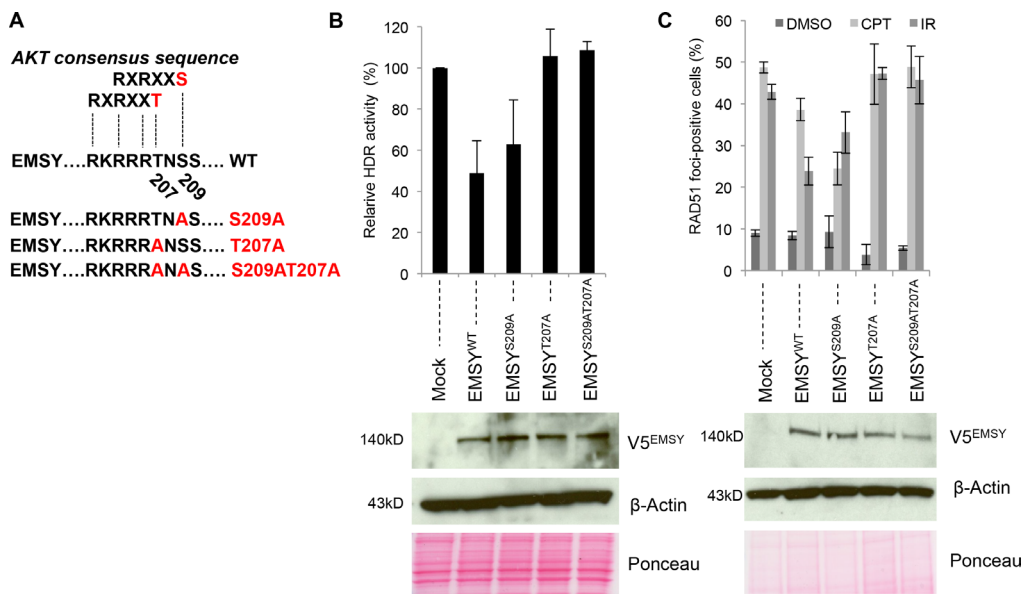 A
AKT consensus sequence
RXRXXS
RXRXXT
EMSY....RKRRRTNSS.... WT
207
209
EMSY....RKRRRTNAS.... S209A
EMSY....RKRRRANSS.... T207A
EMSY....RKRRRANAS.... S209AT207A
B
Relarive HDR activity (%)
120
100
80
60
40
20
0
Mock
EMSYWT
EMSYS209A
EMSYT207A
EMSYS209AT207A
140kD
V5EMSY
43kD
β-Actin
Ponceau
C
DMSO CPT IR
RAD51 foci-positive cells (%)
60
50
40
30
20
10
0
Mock
EMSYWT
EMSYS209A
EMSYT207A
EMSYS209AT207A
140kD
V5EMSY
43kD
β-Actin
Ponceau